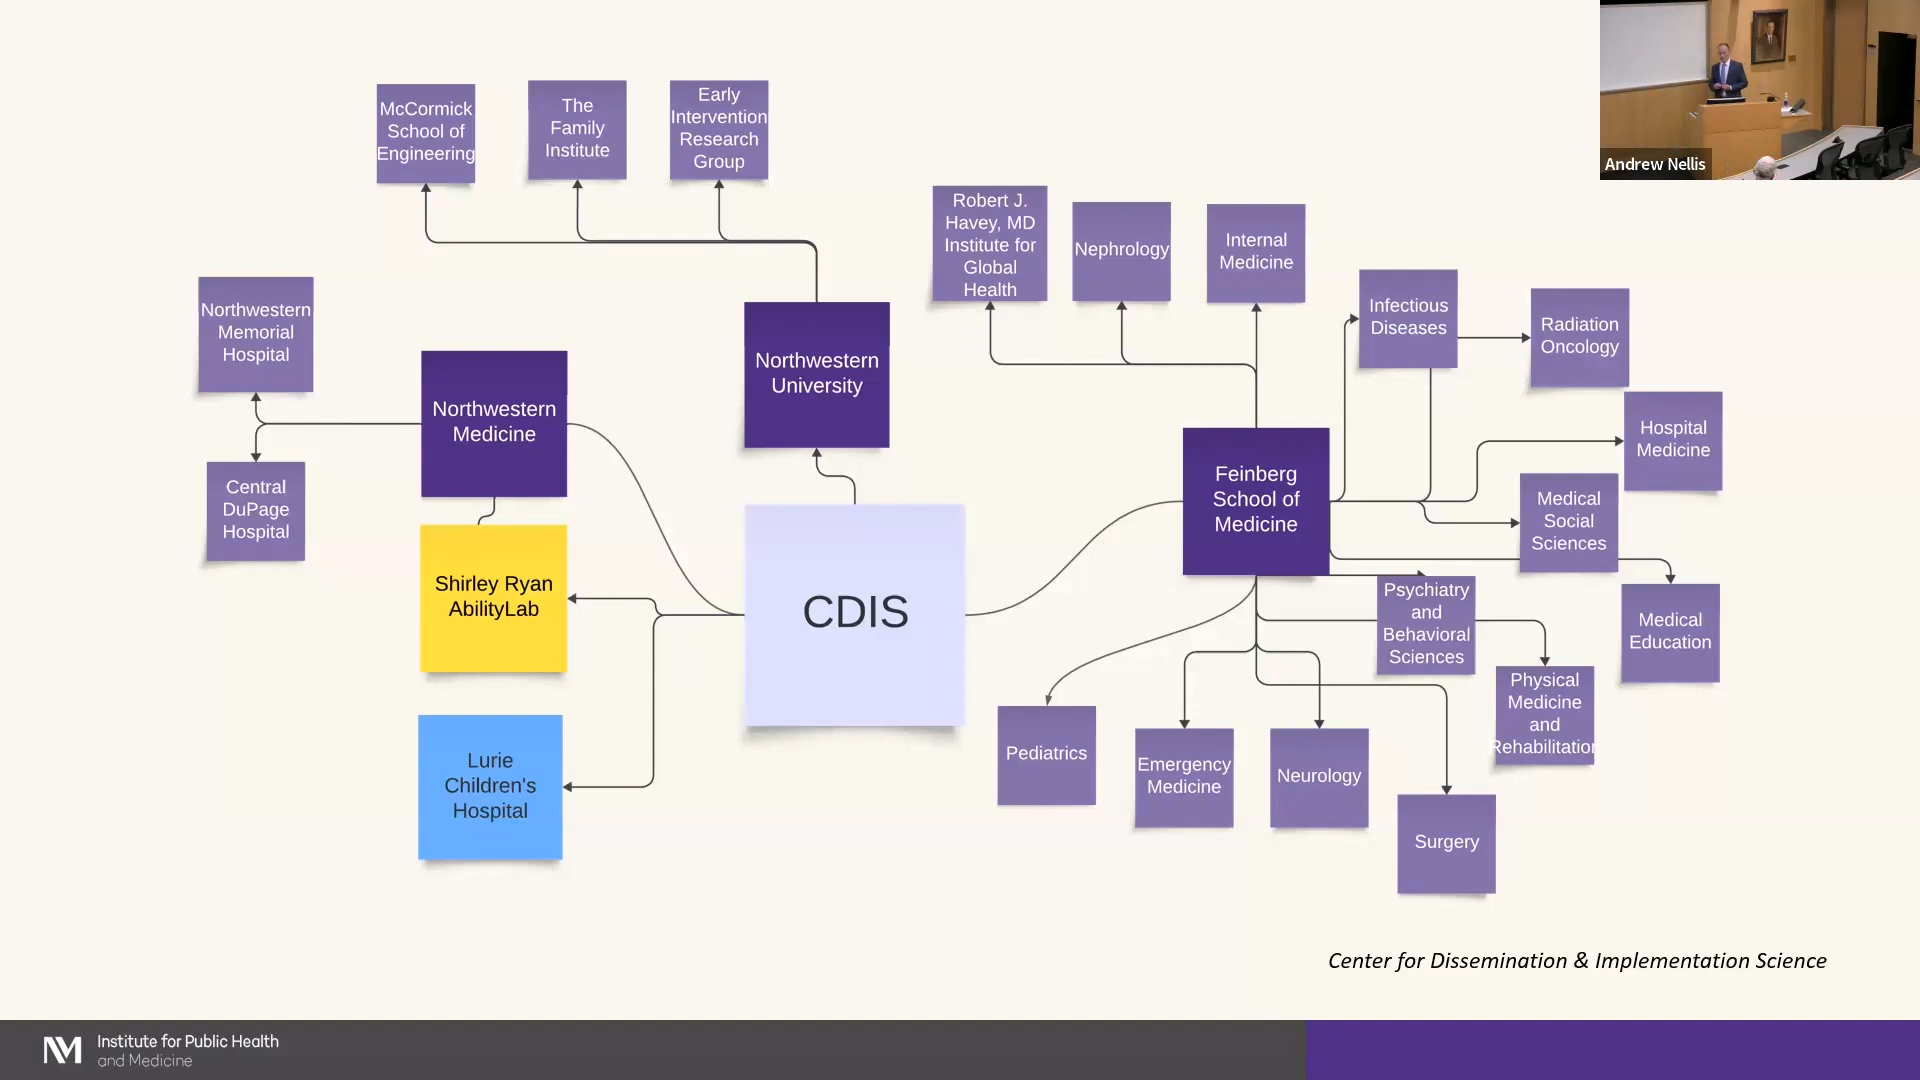 McCormick
School of
Engineering
The
Family
Institute
Early
Intervention
Research
Group
Andrew Nellis
Robert J.
Havey, MD
Institute for
Global
Health
Nephrology
Internal
Medicine
Infectious
Diseases
Radiation
Oncology
Northwestern
Memorial
Hospital
Northwestern
Medicine
Northwestern
University
Hospital
Medicine
Feinberg
School of
Medicine
Medical
Social
Sciences
Central
DuPage
Hospital
Shirley Ryan
AbilityLab
CDIS
Psychiatry
and
Behavioral
Sciences
Medical
Education
Physical
Medicine
and
Rehabilitation
Lurie
Children's
Hospital
Pediatrics
Emergency
Medicine
Neurology
Surgery
Center for Dissemination & Implementation Science
NM
Institute for Public Health
and Medicine